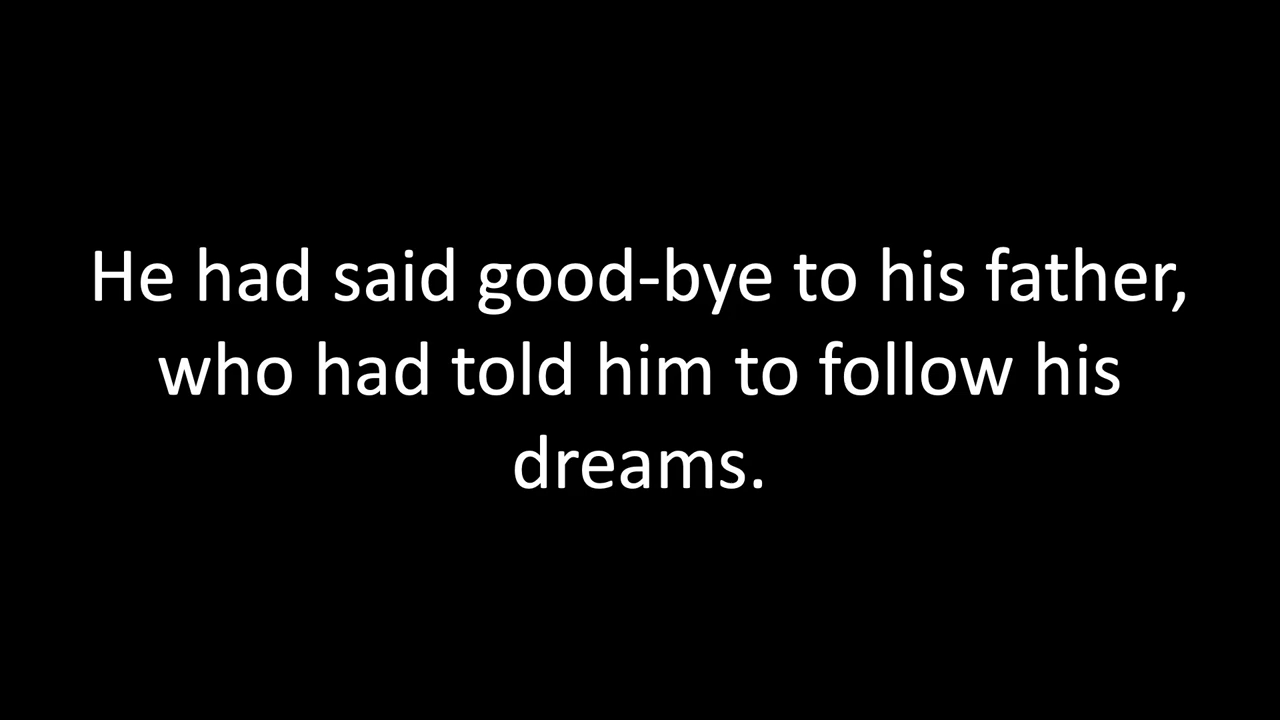 He had said good-bye to his father,
who had told him to follow his
dreams.